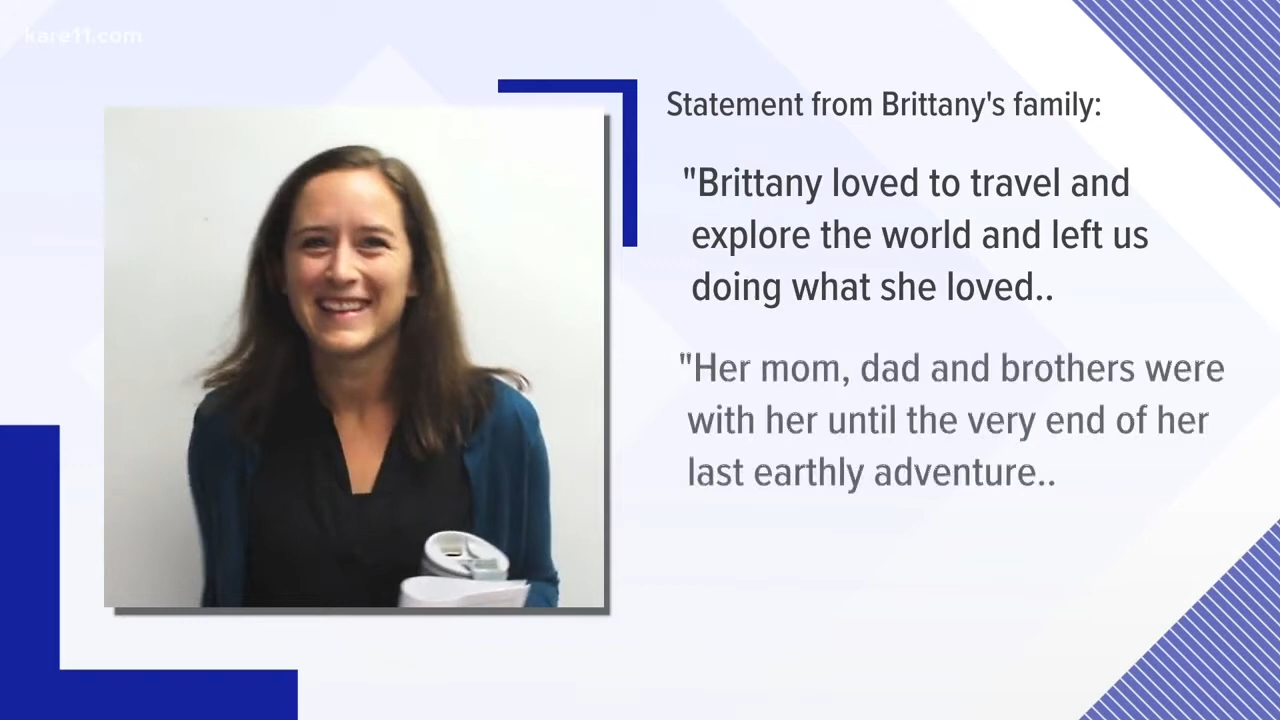 kare11.com
Statement from Brittany's family:
"Brittany loved to travel and
explore the world and left us
doing what she loved..
"Her mom, dad and brothers were
with her until the very end of her
last earthly adventure..